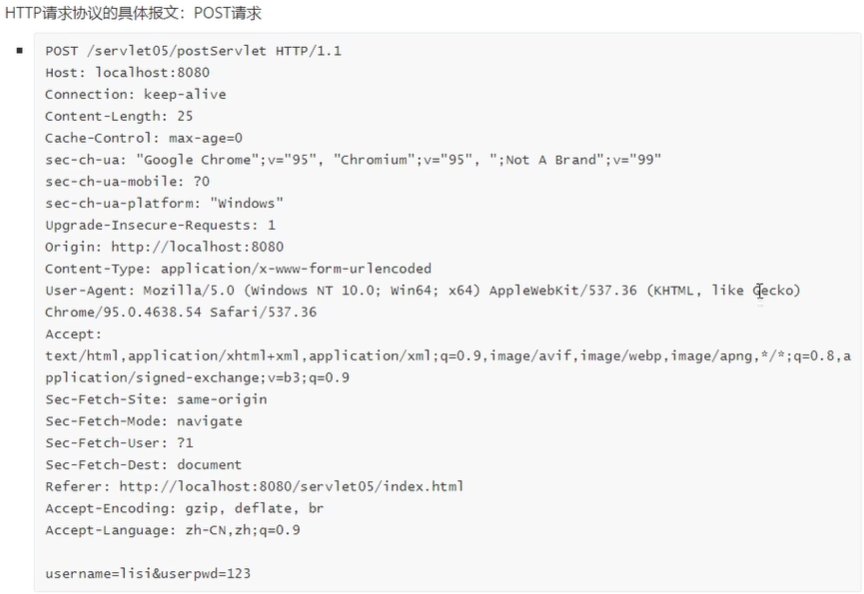 HTTP请求协议的具体报文：POST请求
POST /servlet05/postServlet HTTP/1.1
Host: localhost:8080
Connection: keep-alive
Content-Length: 25
Cache-Control: max-age=0
sec-ch-ua: "Google Chrome";v="95", "Chromium";v="95", ";Not A Brand";v="99"
sec-ch-ua-mobile: ?0
sec-ch-ua-platform: "Windows"
Upgrade-Insecure-Requests: 1
Origin: http://localhost:8080
Content-Type: application/x-www-form-urlencoded
User-Agent: Mozilla/5.0 (Windows NT 10.0; Win64; x64) AppleWebKit/537.36 (KHTML, like Gecko)
Chrome/95.0.4638.54 Safari/537.36
Accept:
text/html,application/xhtml+xml,application/xml;q=0.9,image/avif,image/webp,image/apng,*/*;q=0.8,a
pplication/signed-exchange;v=b3;q=0.9
Sec-Fetch-Site: same-origin
Sec-Fetch-Mode: navigate
Sec-Fetch-User: ?1
Sec-Fetch-Dest: document
Referer: http://localhost:8080/servlet05/index.html
Accept-Encoding: gzip, deflate, br
Accept-Language: zh-CN,zh;q=0.9
username=lisi&userpwd=123